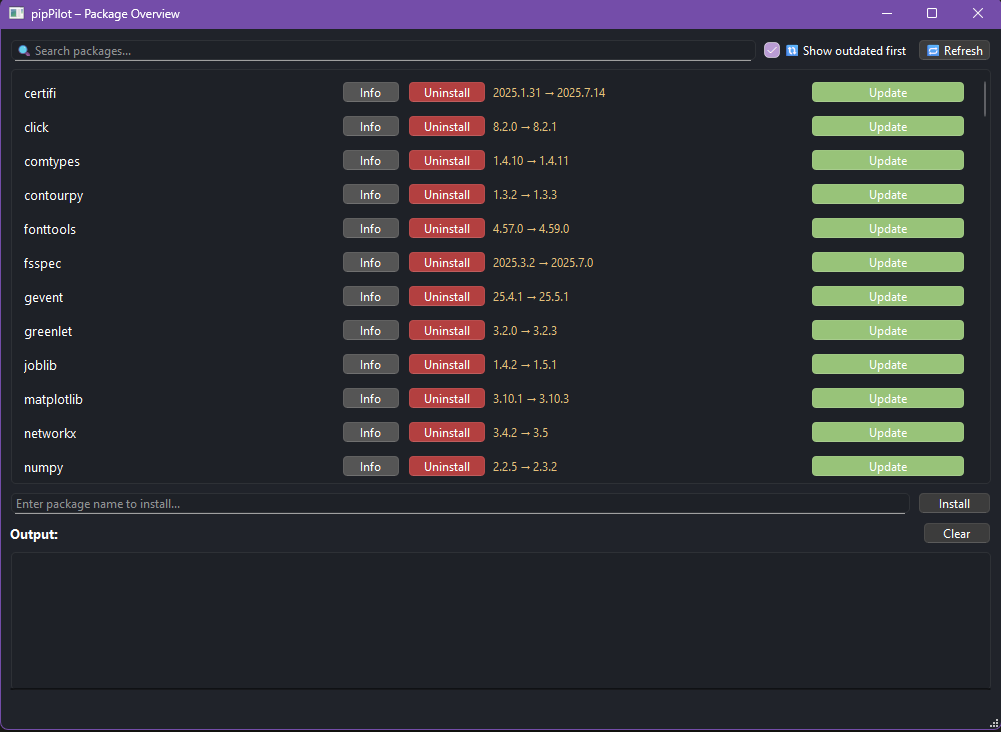 pipPilot – Package Overview
Search packages... Show outdated first Refresh
certifi Info Uninstall 2025.1.31 → 2025.7.14 Update
click Info Uninstall 8.2.0 → 8.2.1 Update
comtypes Info Uninstall 1.4.10 → 1.4.11 Update
contourpy Info Uninstall 1.3.2 → 1.3.3 Update
fonttools Info Uninstall 4.57.0 → 4.59.0 Update
fsspec Info Uninstall 2025.3.2 → 2025.7.0 Update
gevent Info Uninstall 25.4.1 → 25.5.1 Update
greenlet Info Uninstall 3.2.0 → 3.2.3 Update
joblib Info Uninstall 1.4.2 → 1.5.1 Update
matplotlib Info Uninstall 3.10.1 → 3.10.3 Update
networkx Info Uninstall 3.4.2 → 3.5 Update
numpy Info Uninstall 2.2.5 → 2.3.2 Update
Enter package name to install... Install
Output: Clear